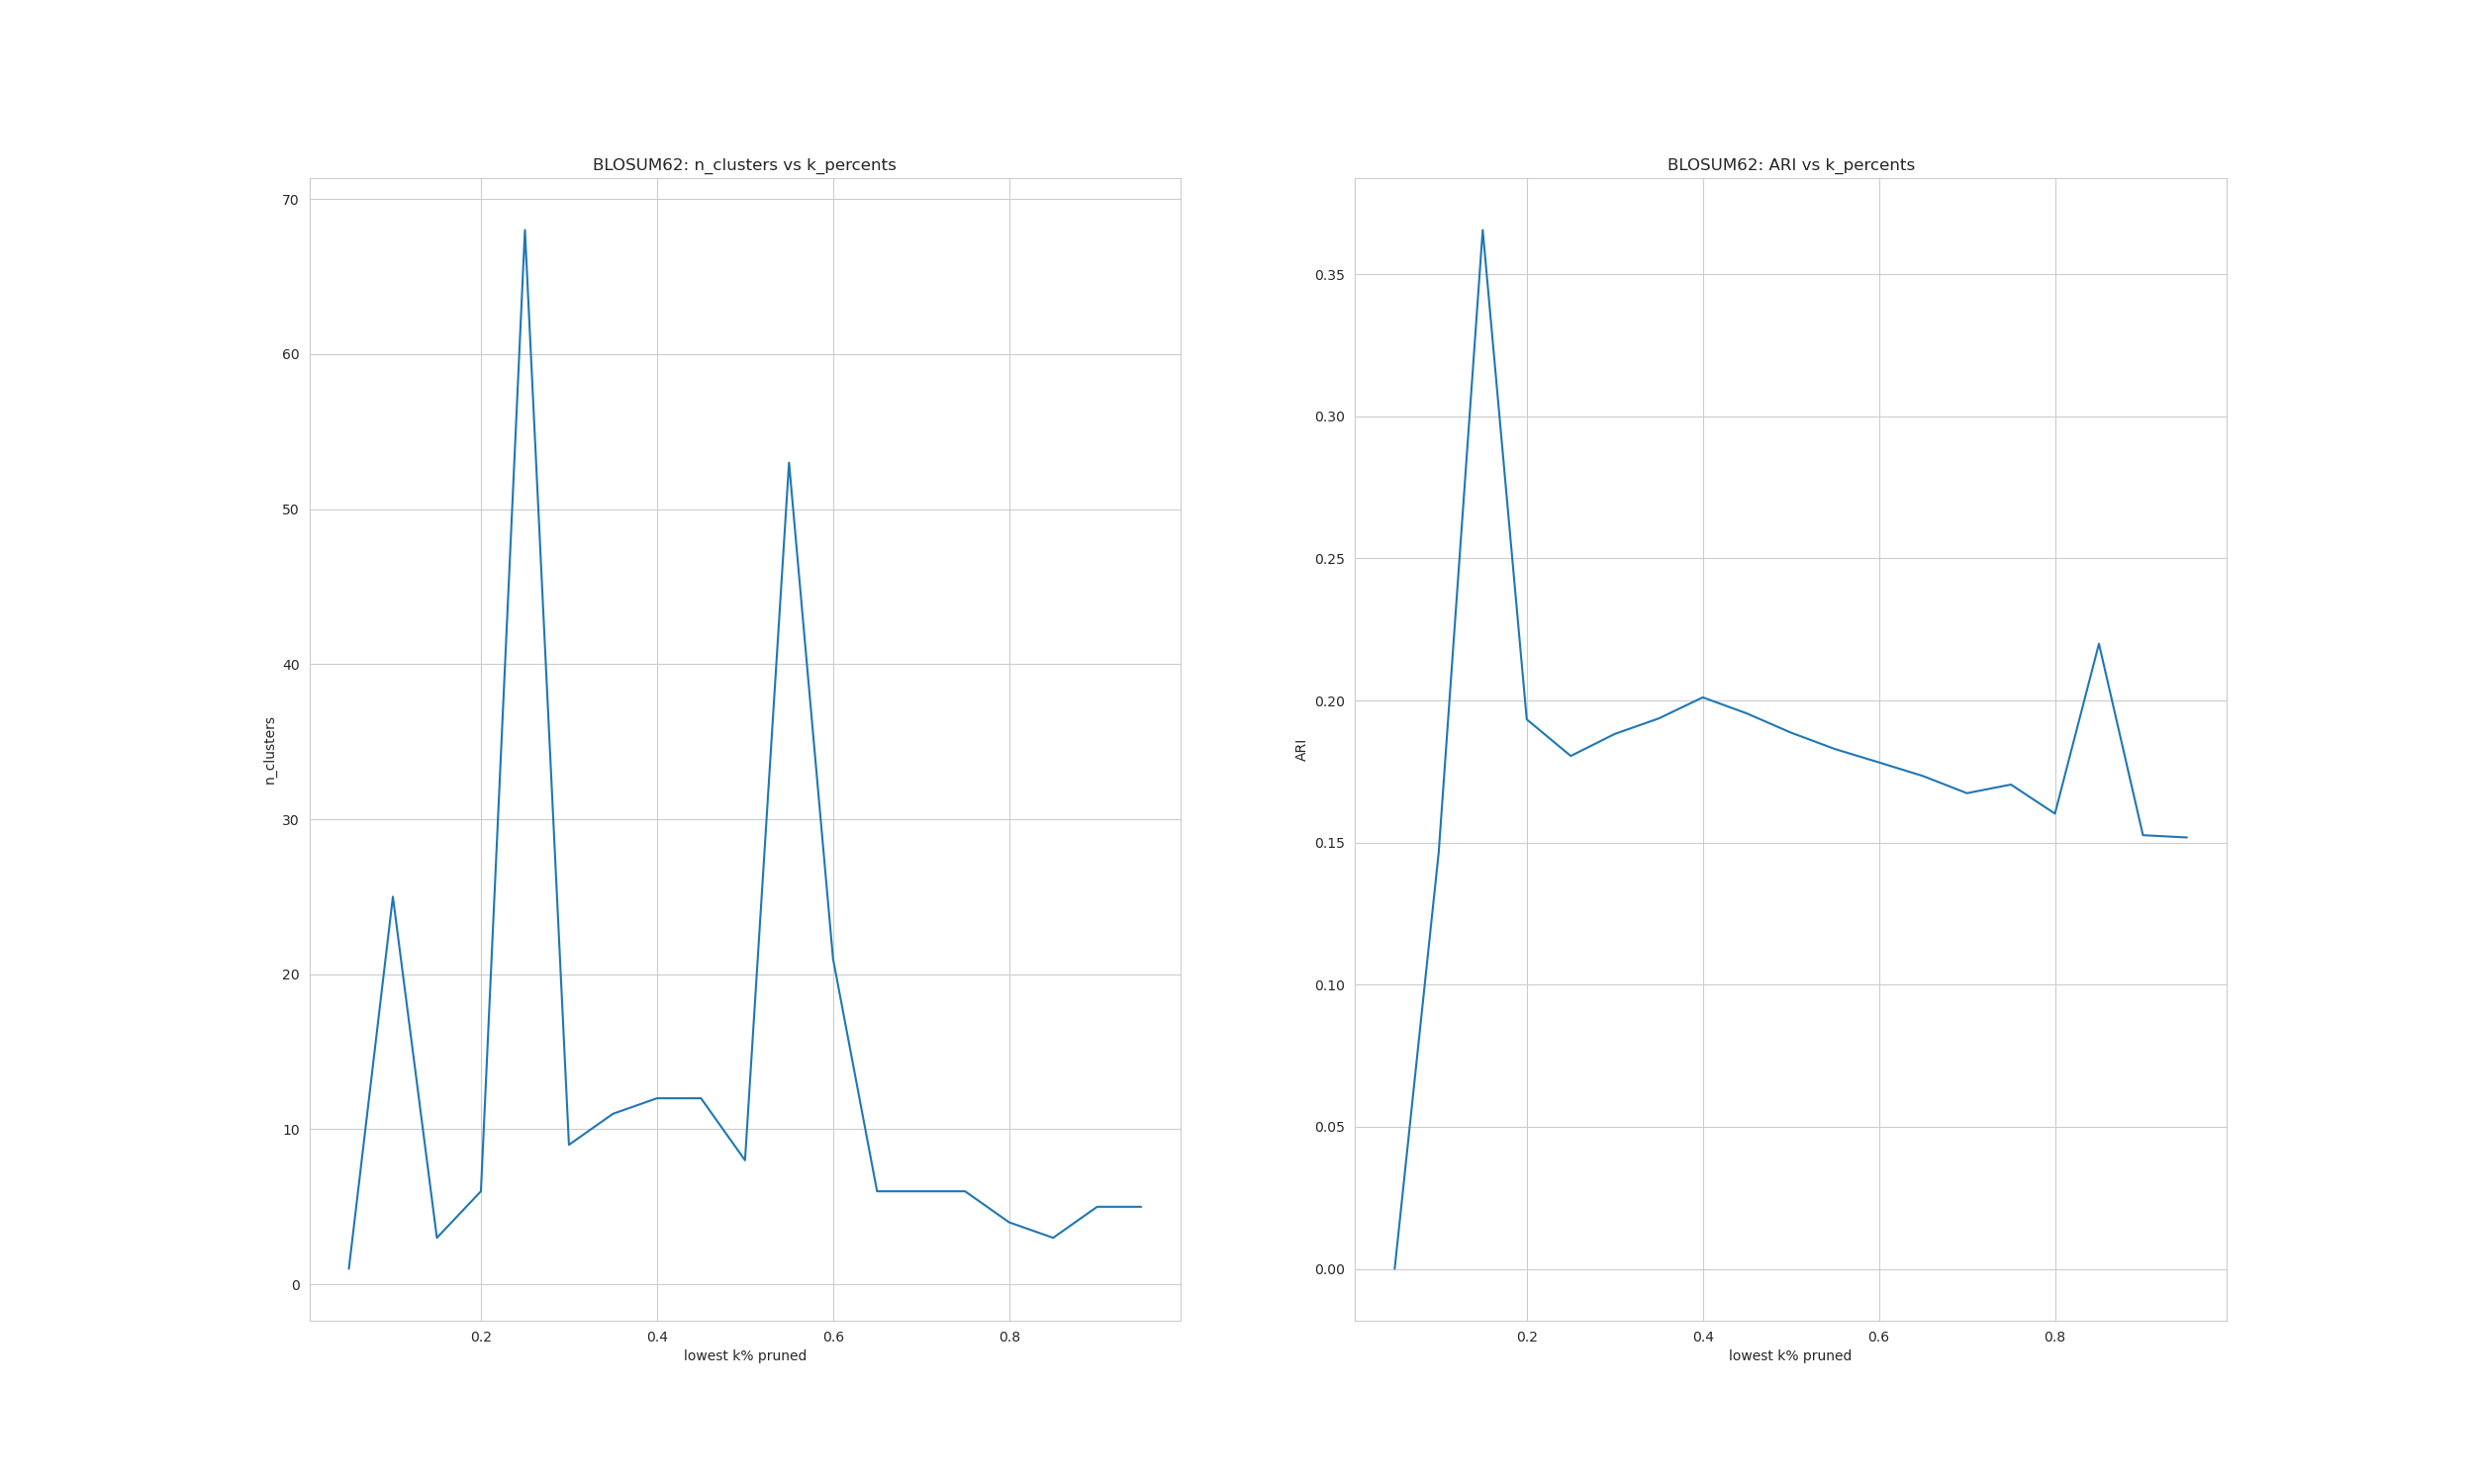 BLOSUM62: n_clusters vs k_percents
70
60
50
40
30
20
10
0
n_clusters
0.2 0.4 0.6 0.8
lowest k% pruned
BLOSUM62: ARI vs k_percents
0.35
0.30
0.25
0.20
0.15
0.10
0.05
0.00
ARI
0.2 0.4 0.6 0.8
lowest k% pruned